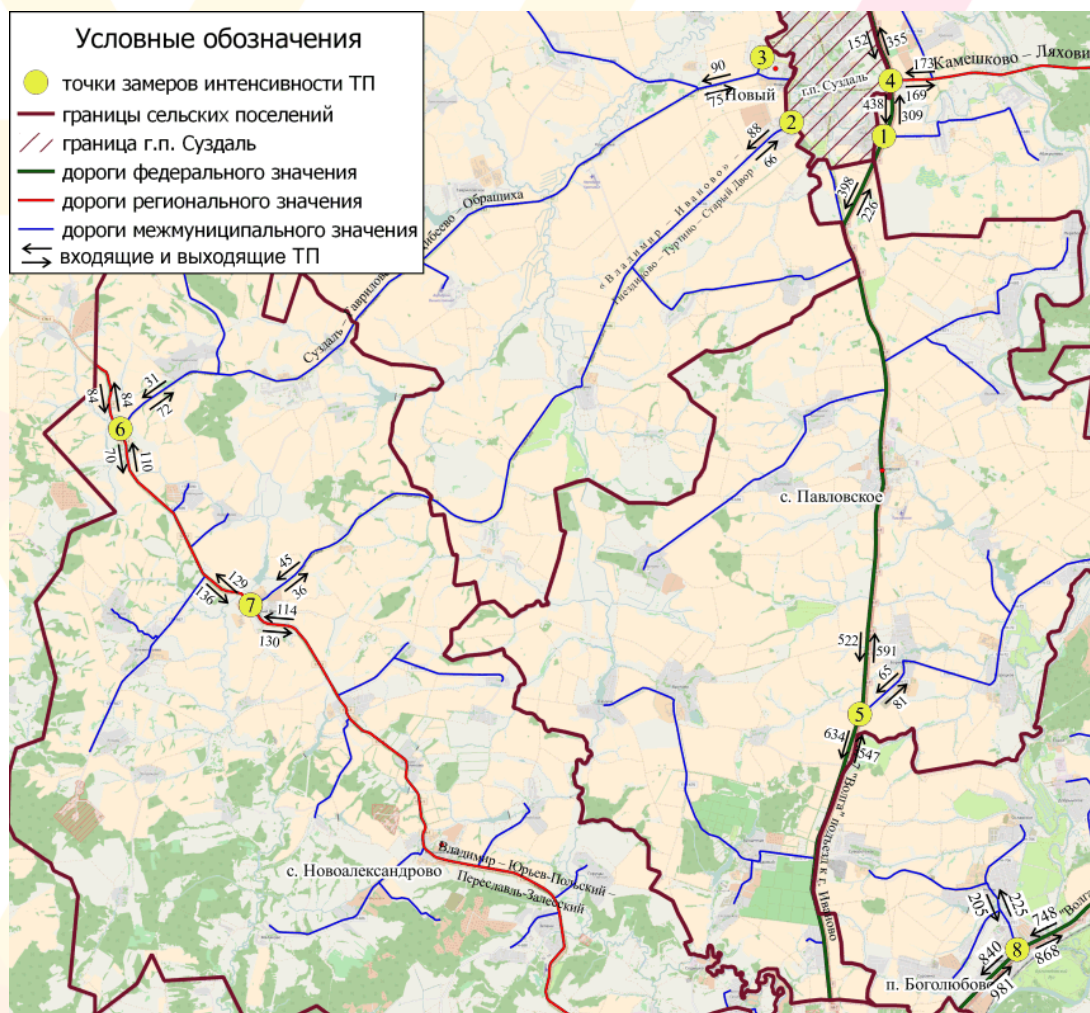 Условные обозначения
точки замеров интенсивности ТП
границы сельских поселений
граница г.п. Суздаль
дороги федерального значения
дороги регионального значения
дороги межмуниципального значения
входящие и выходящие ТП
152
355
3
90
75
Новый
г.п. Суздаль
4
173
Камешково – Ляхови
169
438
309
2
1
88
66
398
226
«Владимир – Иваново» –
Гнездилово – Туртино – Старый Двор
Обращиха
Суздаль –
31
72
84
84
6
70
110
с. Павловское
129
136
45
36
7
114
130
522
591
65
81
5
634
547
"Волга" подъезд к г. Иваново
Владимир – Юрьев-Польский –
Переславль-Залесский
с. Новоалександрово
205
225
748
868
"Волга
8
840
981
п. Боголюбово